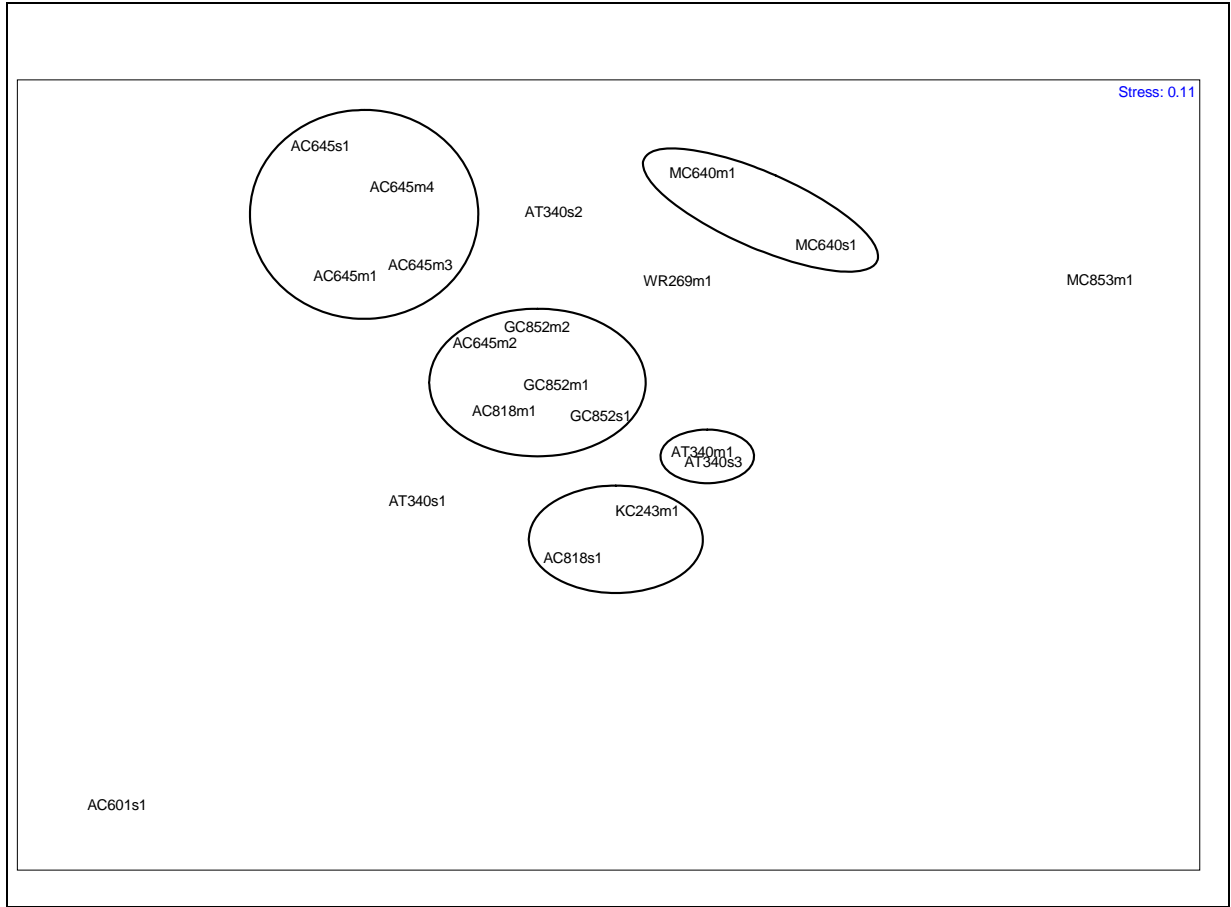 Stress: 0.11
AC645s1
MC640m1
AC645m4
AT340s2
MC640s1
AC645m3
AC645m1
WR269m1
MC853m1
GC852m2
AC645m2
GC852m1
AC818m1
GC852s1
AT340m1
AT340s3
AT340s1
KC243m1
AC818s1
AC601s1